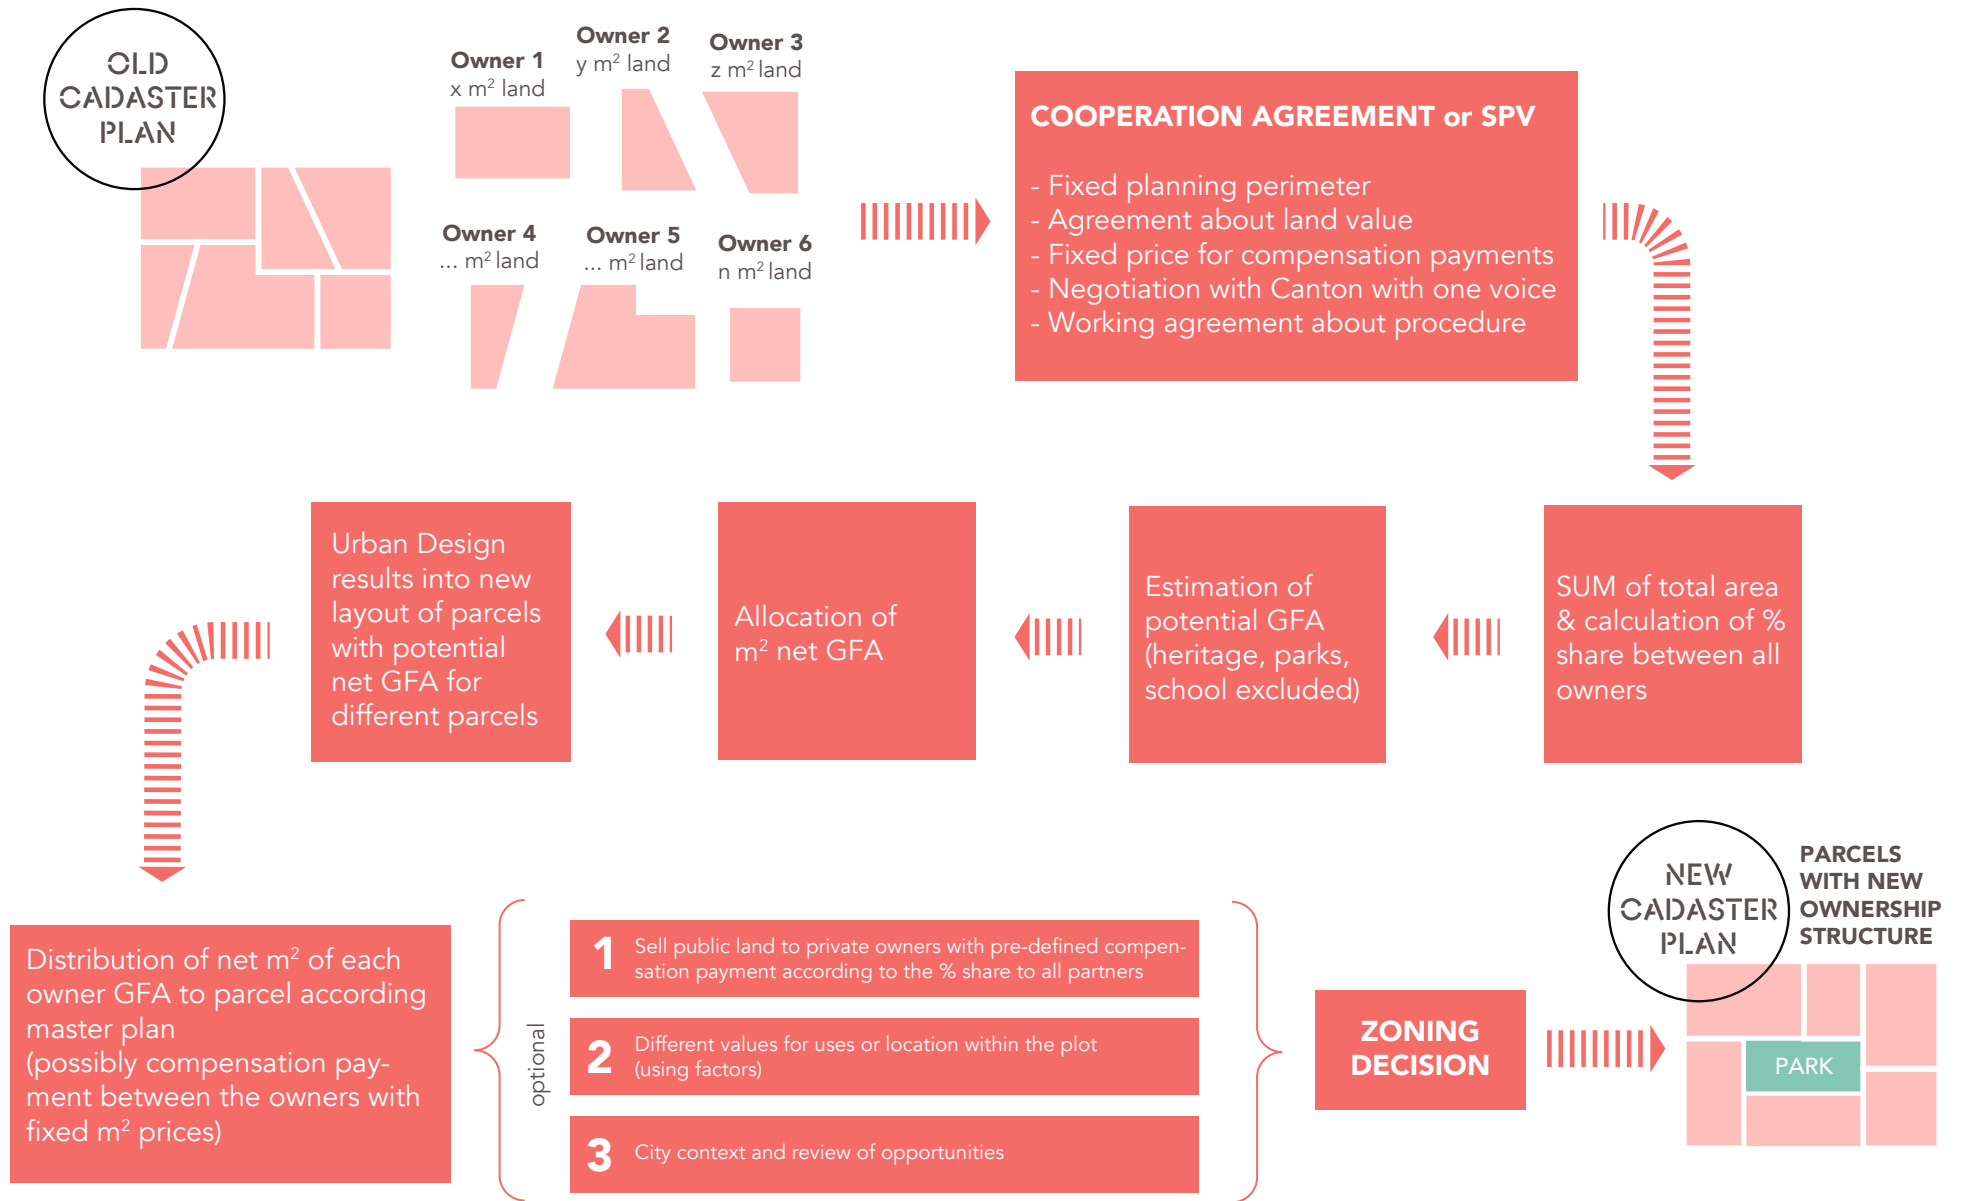 OLD
CADASTER
PLAN
Owner 1
x m² land
Owner 2
y m² land
Owner 3
z m² land
Owner 4
... m² land
Owner 5
... m² land
Owner 6
n m² land
COOPERATION AGREEMENT or SPV
- Fixed planning perimeter
- Agreement about land value
- Fixed price for compensation payments
- Negotiation with Canton with one voice
- Working agreement about procedure
SUM of total area
& calculation of %
share between all
owners
Estimation of
potential GFA
(heritage, parks,
school excluded)
Allocation of
m² net GFA
Urban Design
results into new
layout of parcels
with potential
net GFA for
different parcels
Distribution of net m² of each
owner GFA to parcel according
master plan
(possibly compensation pay-
ment between the owners with
fixed m² prices)
optional
1 Sell public land to private owners with pre-defined compen-
sation payment according to the % share to all partners
2 Different values for uses or location within the plot
(using factors)
3 City context and review of opportunities
ZONING
DECISION
NEW
CADASTER
PLAN
PARCELS
WITH NEW
OWNERSHIP
STRUCTURE
PARK